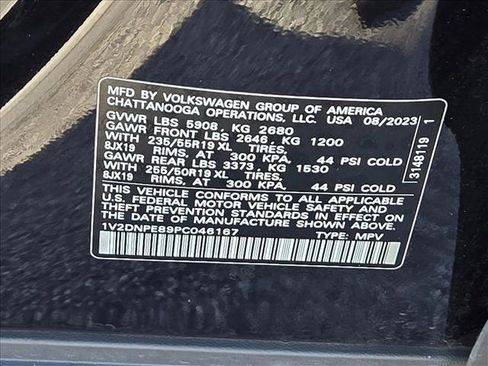 MFD BY VOLKSWAGEN GROUP OF AMERICA
CHATTANOOGA OPERATIONS, LLC. USA 08/2023
GVWR LBS 5908, KG 2680
GAWR FRONT LBS 2646, KG 1200
WITH 235/55R19 XL TIRES,
8JX19 RIMS, AT 300 KPA, 44 PSI COLD
GAWR REAR LBS 3373, KG 1530
WITH 255/50R19 XL TIRES,
8JX19 RIMS, AT 300 KPA, 44 PSI COLD
THIS VEHICLE CONFORMS TO ALL APPLICABLE
U.S. FEDERAL MOTOR VEHICLE SAFETY AND
THEFT PREVENTION STANDARDS IN EFFECT ON
THE DATE OF MANUFACTURE SHOWN ABOVE.
1V2DNPE89PC046167 TYPE: MPV
3148119 1